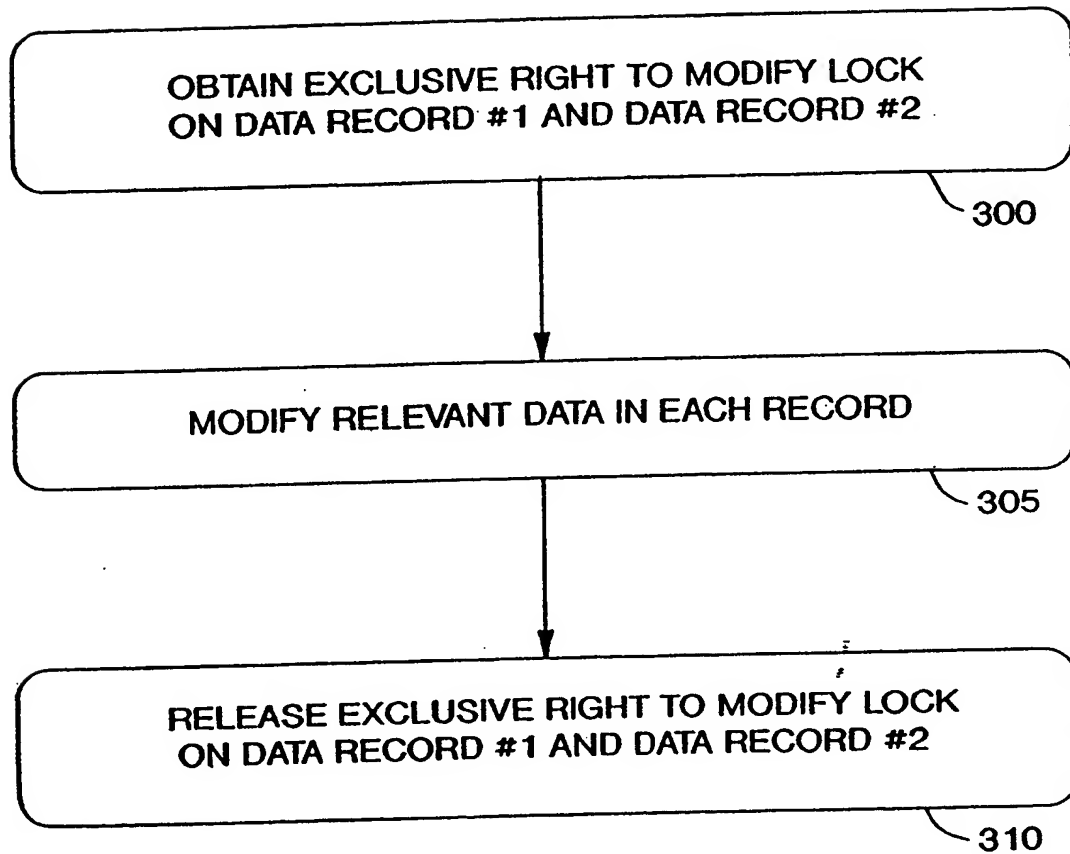 OBTAIN EXCLUSIVE RIGHT TO MODIFY LOCK
ON DATA RECORD #1 AND DATA RECORD #2
300
MODIFY RELEVANT DATA IN EACH RECORD
305
RELEASE EXCLUSIVE RIGHT TO MODIFY LOCK
ON DATA RECORD #1 AND DATA RECORD #2
310